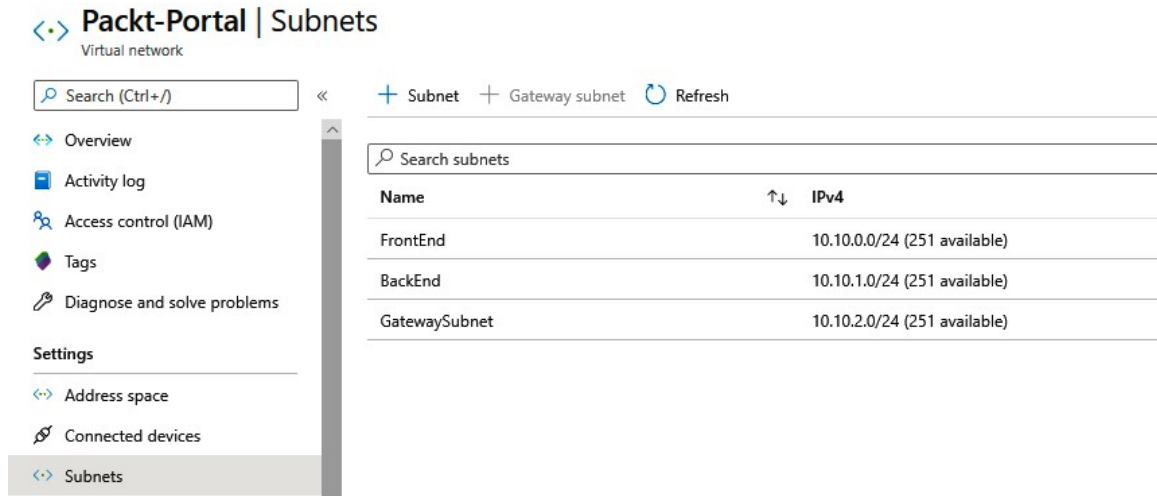 Packt-Portal | Subnets
Virtual network
Search (Ctrl+/)
Overview
Activity log
Access control (IAM)
Tags
Diagnose and solve problems
Settings
Address space
Connected devices
Subnets
+ Subnet + Gateway subnet Refresh
Search subnets
Name IPv4
FrontEnd 10.10.0.0/24 (251 available)
BackEnd 10.10.1.0/24 (251 available)
GatewaySubnet 10.10.2.0/24 (251 available)